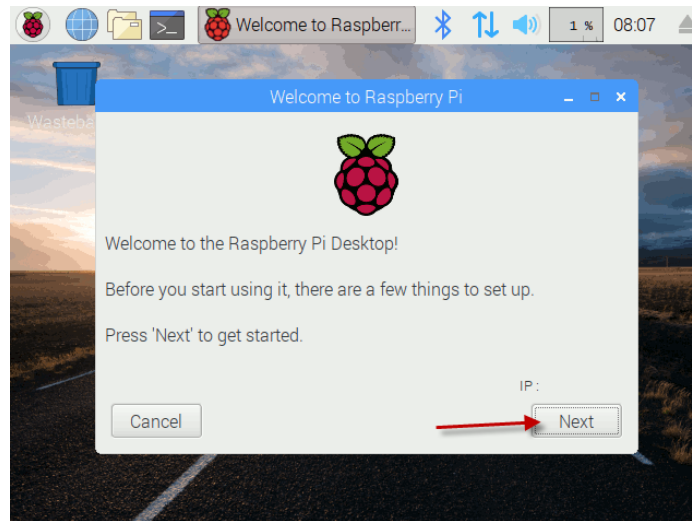 Welcome to Raspberr...
1 %
08:07
Welcome to Raspberry Pi
Welcome to the Raspberry Pi Desktop!
Before you start using it, there are a few things to set up.
Press 'Next' to get started.
IP :
Cancel
Next